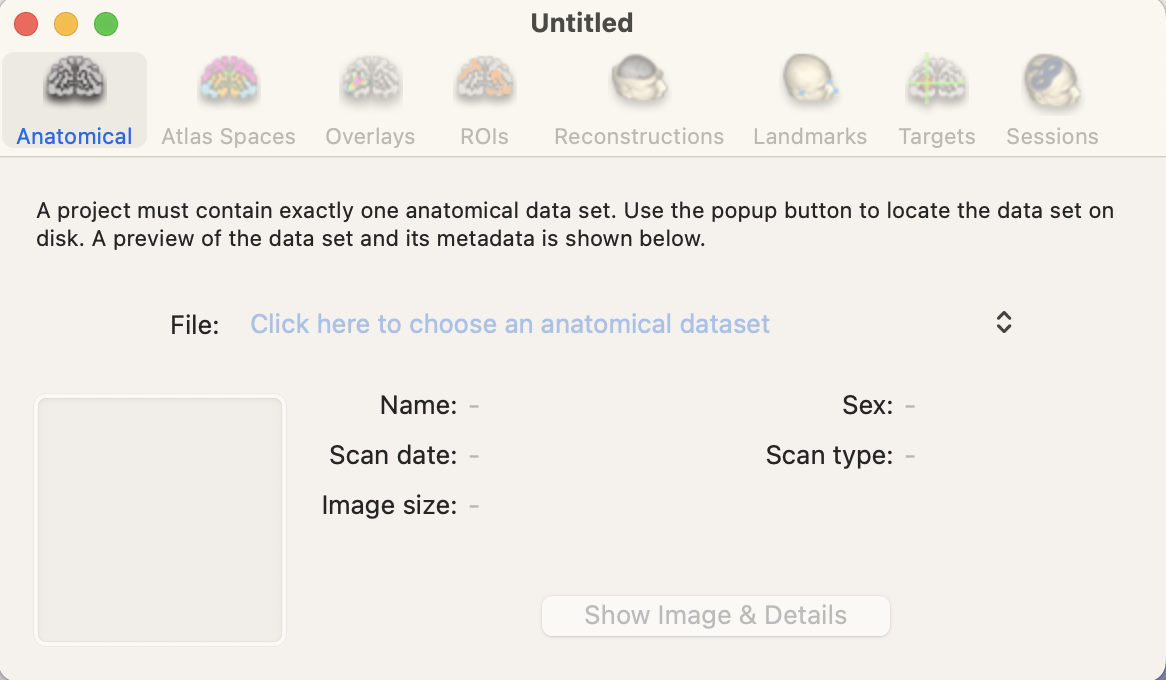 Untitled
Anatomical Atlas Spaces Overlays ROIs Reconstructions Landmarks Targets Sessions
A project must contain exactly one anatomical data set. Use the popup button to locate the data set on
disk. A preview of the data set and its metadata is shown below.
File: Click here to choose an anatomical dataset
Name: – Sex: –
Scan date: – Scan type: –
Image size: –
Show Image & Details